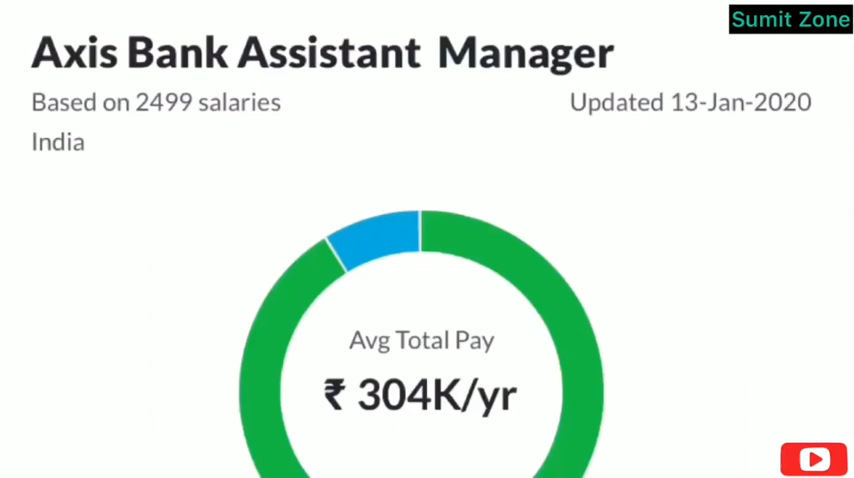 Sumit Zone
Axis Bank Assistant Manager
Based on 2499 salaries
Updated 13-Jan-2020
India
Avg Total Pay
₹ 304K/yr